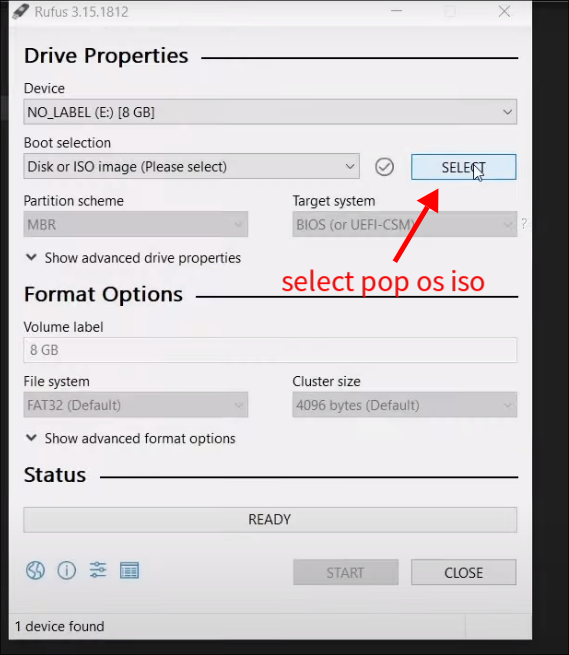 Rufus 3.15.1812
Drive Properties
Device
NO_LABEL (E:) [8 GB]
Boot selection
Disk or ISO image (Please select)
SELECT
Partition scheme
Target system
MBR
BIOS (or UEFI-CSM)
?
Show advanced drive properties
select pop os iso
Format Options
Volume label
8 GB
File system
Cluster size
FAT32 (Default)
4096 bytes (Default)
Show advanced format options
Status
READY
START
CLOSE
1 device found